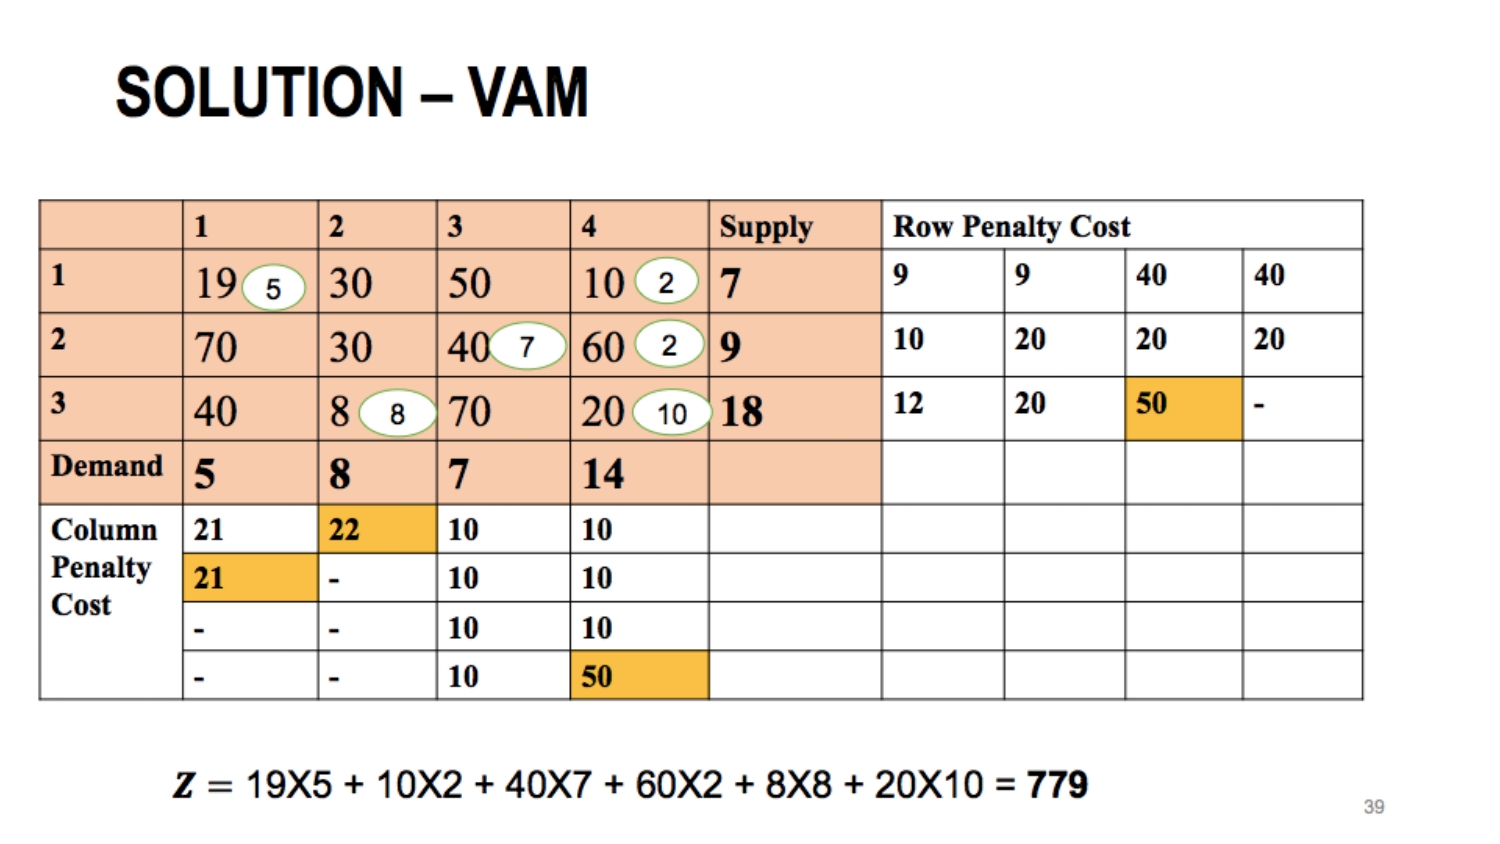 SOLUTION – VAM
1 2 3 4 Supply Row Penalty Cost
1 19 5 30 50 10 2 7 9 9 40 40
2 70 30 40 7 60 2 9 10 20 20 20
3 40 8 8 70 20 10 18 12 20 50 -
Demand 5 8 7 14
Column Penalty Cost 21 22 10 10
21 - 10 10
- - 10 10
- - 10 50
Z = 19X5 + 10X2 + 40X7 + 60X2 + 8X8 + 20X10 = 779
39